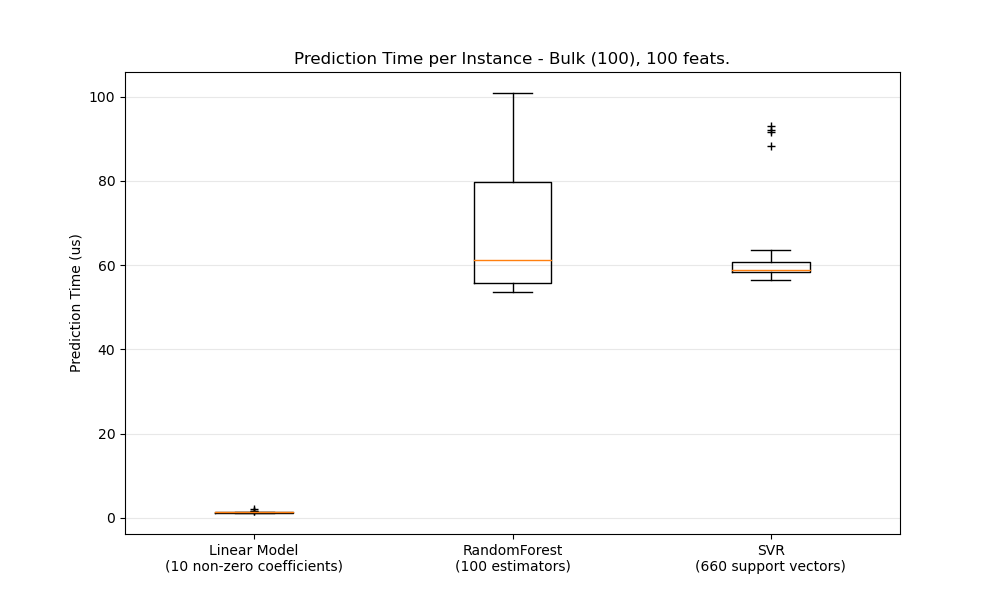 Prediction Time per Instance - Bulk (100), 100 feats.
100
80
60
40
20
0
Prediction Time (us)
Linear Model
(10 non-zero coefficients)
RandomForest
(100 estimators)
SVR
(660 support vectors)